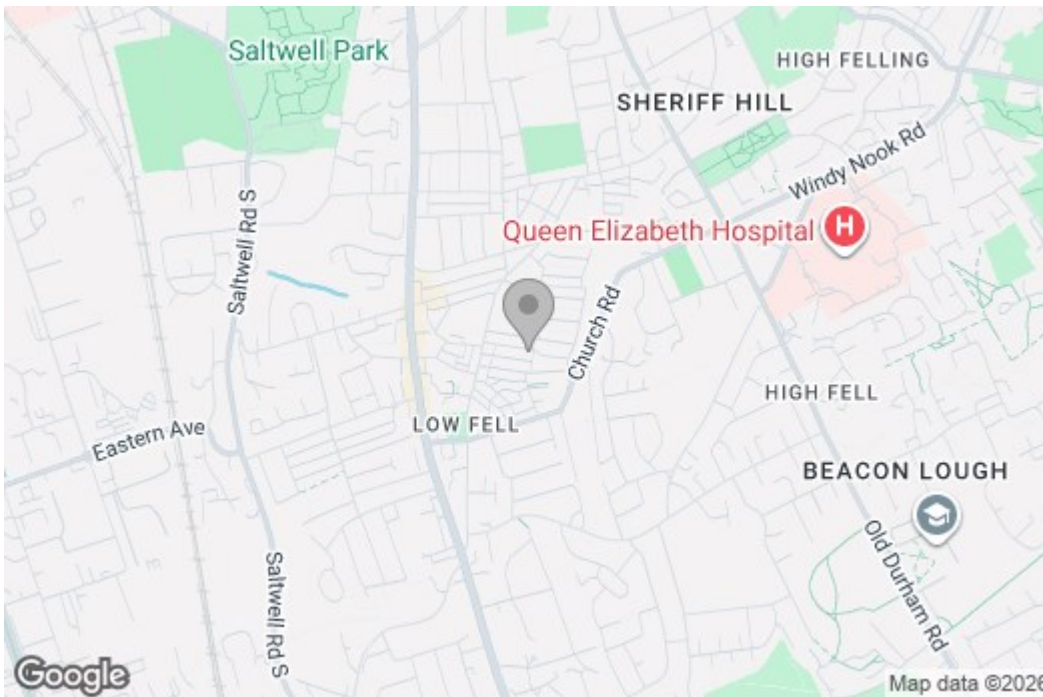 Saltwell Park
HIGH FELLING
SHERIFF HILL
Windy Nook Rd
Saltwell Rd S
Queen Elizabeth Hospital
H
Church Rd
HIGH FELL
LOW FELL
Eastern Ave
BEACON LOUGH
Old Durham Rd
Saltwell Rd S
Google
Map data ©2026